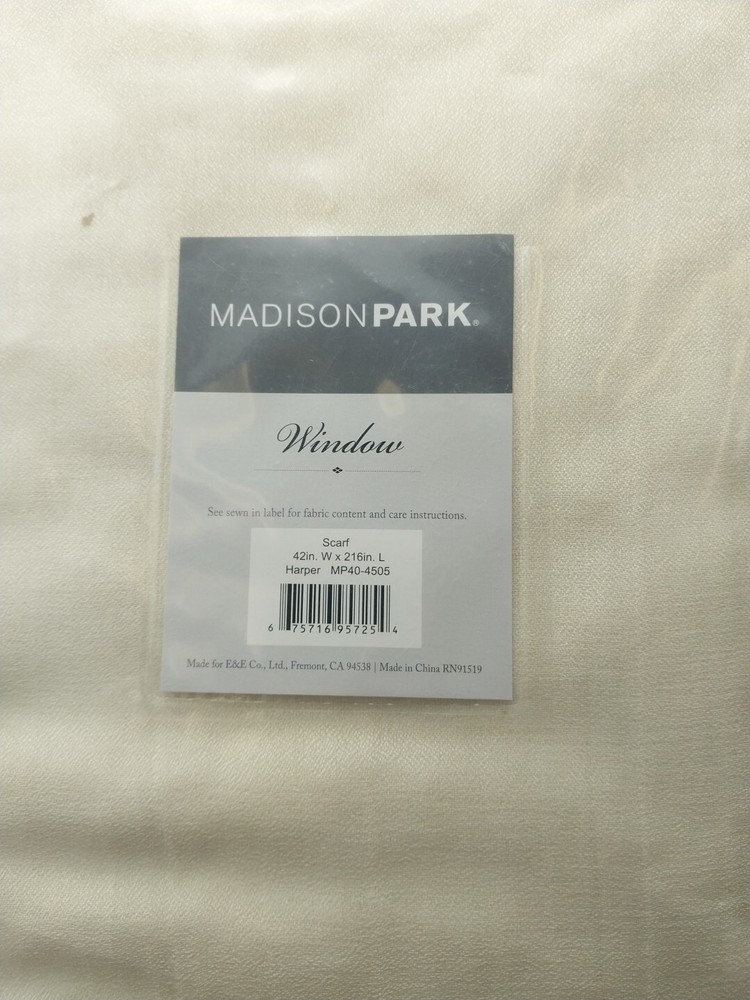 MADISONPARK®
Window
See sewn in label for fabric content and care instructions.
Scarf
42in. W x 216in. L
Harper MP40-4505
6 75716 95725 4
Made for E&E Co., Ltd., Fremont, CA 94538 | Made in China RN91519